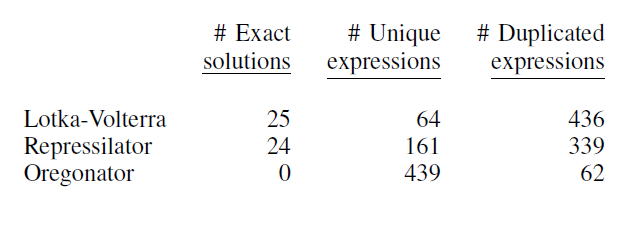 # Exact # Unique # Duplicated
solutions expressions expressions
Lotka-Volterra 25 64 436
Repressilator 24 161 339
Oregonator 0 439 62